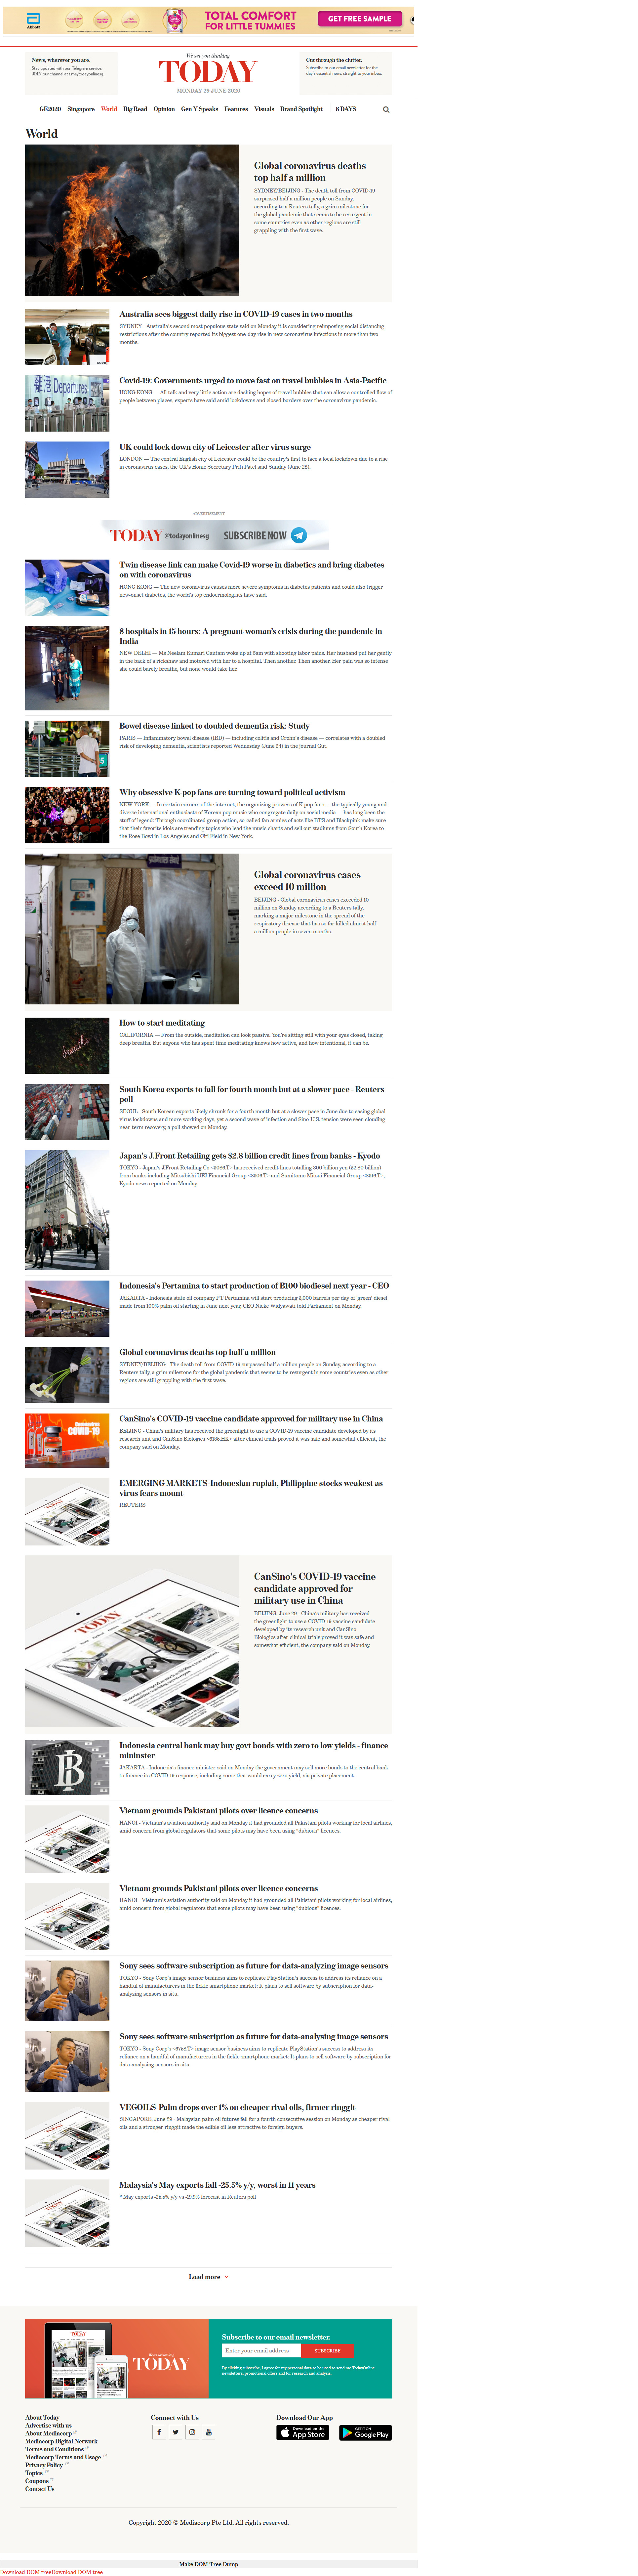 Abbott
TOTAL COMFORT
FOR LITTLE TUMMIES
GET FREE SAMPLE
News, wherever you are.
Stay updated with our Telegram service.
JOIN our channel at t.me/todayonlinesg.
We set you thinking
TODAY
MONDAY 29 JUNE 2020
Cut through the clutter.
Subscribe to our email newsletter for the
day's essential news, straight to your inbox.
GE2020 Singapore World Big Read Opinion Gen Y Speaks Features Visuals Brand Spotlight 8 DAYS
World
Global coronavirus deaths
top half a million
SYDNEY/BEIJING - The death toll from COVID-19
surpassed half a million people on Sunday,
according to a Reuters tally, a grim milestone for
the global pandemic that seems to be resurgent in
some countries even as other regions are still
grappling with the first wave.
Australia sees biggest daily rise in COVID-19 cases in two months
SYDNEY - Australia's second most populous state said on Monday it is considering reimposing social distancing
restrictions after the country reported its biggest one-day rise in new coronavirus infections in more than two
months.
Covid-19: Governments urged to move fast on travel bubbles in Asia-Pacific
HONG KONG — All talk and very little action are dashing hopes of travel bubbles that can allow a controlled flow of
people between places, experts have said amid lockdowns and closed borders over the coronavirus pandemic.
UK could lock down city of Leicester after virus surge
LONDON — The central English city of Leicester could be the country's first to face a local lockdown due to a rise
in coronavirus cases, the UK's Home Secretary Priti Patel said Sunday (June 28).
ADVERTISEMENT
TODAY @todayonlinesg SUBSCRIBE NOW
Twin disease link can make Covid-19 worse in diabetics and bring diabetes
on with coronavirus
HONG KONG — The new coronavirus causes more severe symptoms in diabetes patients and could also trigger
new-onset diabetes, the world's top endocrinologists have said.
8 hospitals in 15 hours: A pregnant woman's crisis during the pandemic in
India
NEW DELHI — Ms Neelam Kumari Gautam woke up at 5am with shooting labor pains. Her husband put her gently
in the back of a rickshaw and motored with her to a hospital. Then another. Then another. Her pain was so intense
she could barely breathe, but none would take her.
Bowel disease linked to doubled dementia risk: Study
PARIS — Inflammatory bowel disease (IBD) — including colitis and Crohn's disease — correlates with a doubled
risk of developing dementia, scientists reported Wednesday (June 24) in the journal Gut.
Why obsessive K-pop fans are turning toward political activism
NEW YORK — In certain corners of the internet, the organizing prowess of K-pop fans — the typically young and
diverse international enthusiasts of Korean pop music who congregate daily on social media — has long been the
stuff of legend: Through coordinated group action, so-called fan armies of acts like BTS and Blackpink make sure
that their favorite idols are trending topics who lead the music charts and sell out stadiums from South Korea to
the Rose Bowl in Los Angeles and Citi Field in New York.
Global coronavirus cases
exceed 10 million
BEIJING - Global coronavirus cases exceeded 10
million on Sunday according to a Reuters tally,
marking a major milestone in the spread of the
respiratory disease that has so far killed almost half
a million people in seven months.
breathe
How to start meditating
CALIFORNIA — From the outside, meditation can look passive. You're sitting still with your eyes closed, taking
deep breaths. But anyone who has spent time meditating knows how active, and how intentional, it can be.
South Korea exports to fall for fourth month but at a slower pace - Reuters
poll
SEOUL - South Korean exports likely shrunk for a fourth month but at a slower pace in June due to easing global
virus lockdowns and more working days, yet a second wave of infection and Sino-U.S. tension were seen clouding
near-term recovery, a poll showed on Monday.
Japan's J.Front Retailing gets $2.8 billion credit lines from banks - Kyodo
TOKYO - Japan's J.Front Retailing Co <3086.T> has received credit lines totalling 300 billion yen ($2.80 billion)
from banks including Mitsubishi UFJ Financial Group <8306.T> and Sumitomo Mitsui Financial Group <8316.T>,
Kyodo news reported on Monday.
Indonesia's Pertamina to start production of B100 biodiesel next year - CEO
JAKARTA - Indonesia state oil company PT Pertamina will start producing 3,000 barrels per day of 'green' diesel
made from 100% palm oil starting in June next year, CEO Nicke Widyawati told Parliament on Monday.
Global coronavirus deaths top half a million
SYDNEY/BEIJING - The death toll from COVID-19 surpassed half a million people on Sunday, according to a
Reuters tally, a grim milestone for the global pandemic that seems to be resurgent in some countries even as other
regions are still grappling with the first wave.
CanSino's COVID-19 vaccine candidate approved for military use in China
BEIJING - China's military has received the greenlight to use a COVID-19 vaccine candidate developed by its
research unit and CanSino Biologics <6185.HK> after clinical trials proved it was safe and somewhat efficient, the
company said on Monday.
EMERGING MARKETS-Indonesian rupiah, Philippine stocks weakest as
virus fears mount
REUTERS
CanSino's COVID-19 vaccine
candidate approved for
military use in China
BEIJING, June 29 - China's military has received
the greenlight to use a COVID-19 vaccine candidate
developed by its research unit and CanSino
Biologics after clinical trials proved it was safe and
somewhat efficient, the company said on Monday.
Indonesia central bank may buy govt bonds with zero to low yields - finance
mininster
JAKARTA - Indonesia's finance minister said on Monday the government may sell more bonds to the central bank
to finance its COVID-19 response, including some that would carry zero yield, via private placement.
Vietnam grounds Pakistani pilots over licence concerns
HANOI - Vietnam's aviation authority said on Monday it had grounded all Pakistani pilots working for local airlines,
amid concern from global regulators that some pilots may have been using "dubious" licences.
Vietnam grounds Pakistani pilots over licence concerns
HANOI - Vietnam's aviation authority said on Monday it had grounded all Pakistani pilots working for local airlines,
amid concern from global regulators that some pilots may have been using "dubious" licences.
Sony sees software subscription as future for data-analyzing image sensors
TOKYO - Sony Corp's image sensor business aims to replicate PlayStation's success to address its reliance on a
handful of manufacturers in the fickle smartphone market: It plans to sell software by subscription for data-
analyzing sensors in situ.
Sony sees software subscription as future for data-analysing image sensors
TOKYO - Sony Corp's <6758.T> image sensor business aims to replicate PlayStation's success to address its
reliance on a handful of manufacturers in the fickle smartphone market: It plans to sell software by subscription for
data-analysing sensors in situ.
VEGOILS-Palm drops over 1% on cheaper rival oils, firmer ringgit
SINGAPORE, June 29 - Malaysian palm oil futures fell for a fourth consecutive session on Monday as cheaper rival
oils and a stronger ringgit made the edible oil less attractive to foreign buyers.
Malaysia's May exports fall -25.5% y/y, worst in 11 years
* May exports -25.5% y/y vs -19.9% forecast in Reuters poll
Load more
TODAY
Subscribe to our email newsletter.
Enter your email address
SUBSCRIBE
By clicking subscribe, I agree for my personal data to be used to send me TodayOnline
newsletters, promotional offers and for research and analysis.
About Today
Advertise with us
About Mediacorp
Mediacorp Digital Network
Terms and Conditions
Mediacorp Terms and Usage
Privacy Policy
Topics
Coupons
Contact Us
Connect with Us
Download Our App
Download on the App Store
GET IT ON Google Play
Copyright 2020 © Mediacorp Pte Ltd. All rights reserved.
Make DOM Tree Dump
Download DOM treeDownload DOM tree